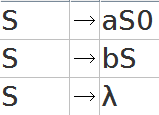 S → aS0
S → bS
S → λ